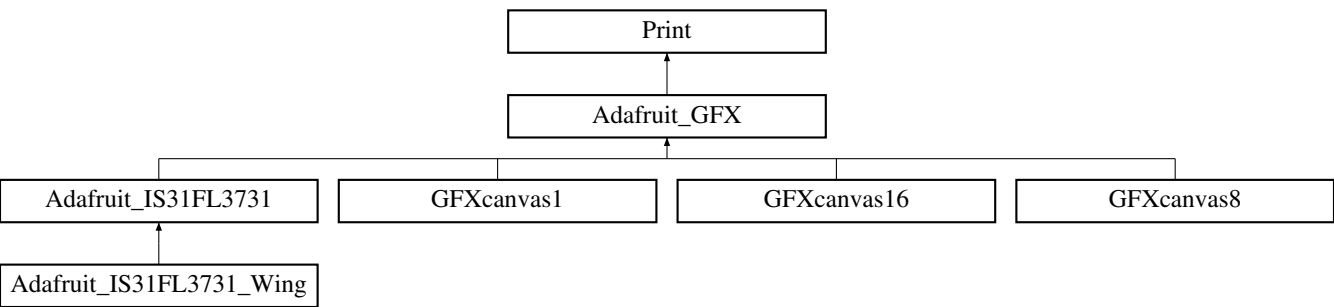 Print
Adafruit_GFX
Adafruit_IS31FL3731
GFXcanvas1
GFXcanvas16
GFXcanvas8
Adafruit_IS31FL3731_Wing